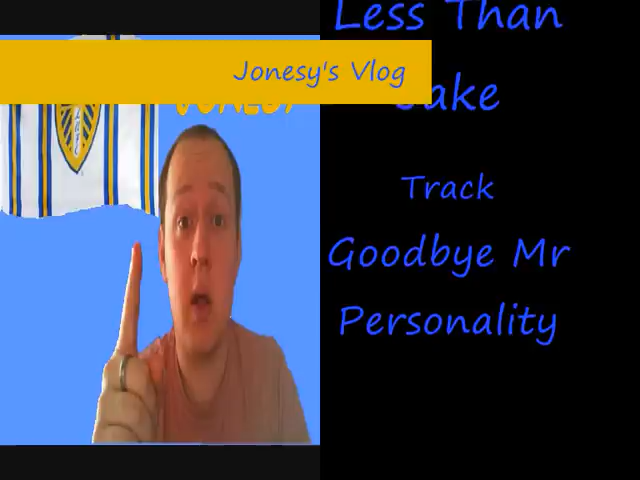 Less Than
Jonesy's Vlog
ake
Track
Goodbye Mr
Personality